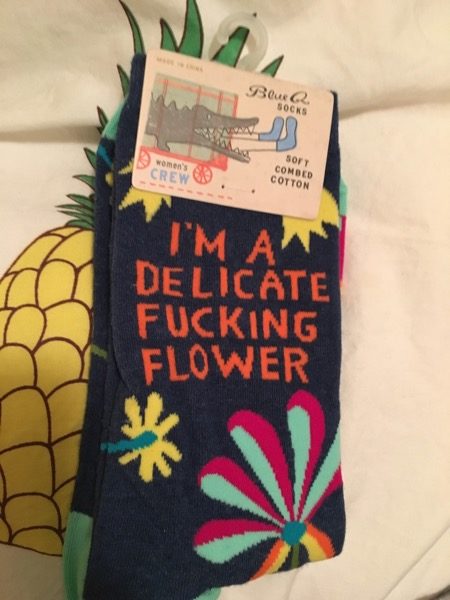 MADE IN CHINA
Blue Q
SOCKS
SOFT
COMBED
COTTON
women's
CREW
I'M A
DELICATE
FUCKING
FLOWER